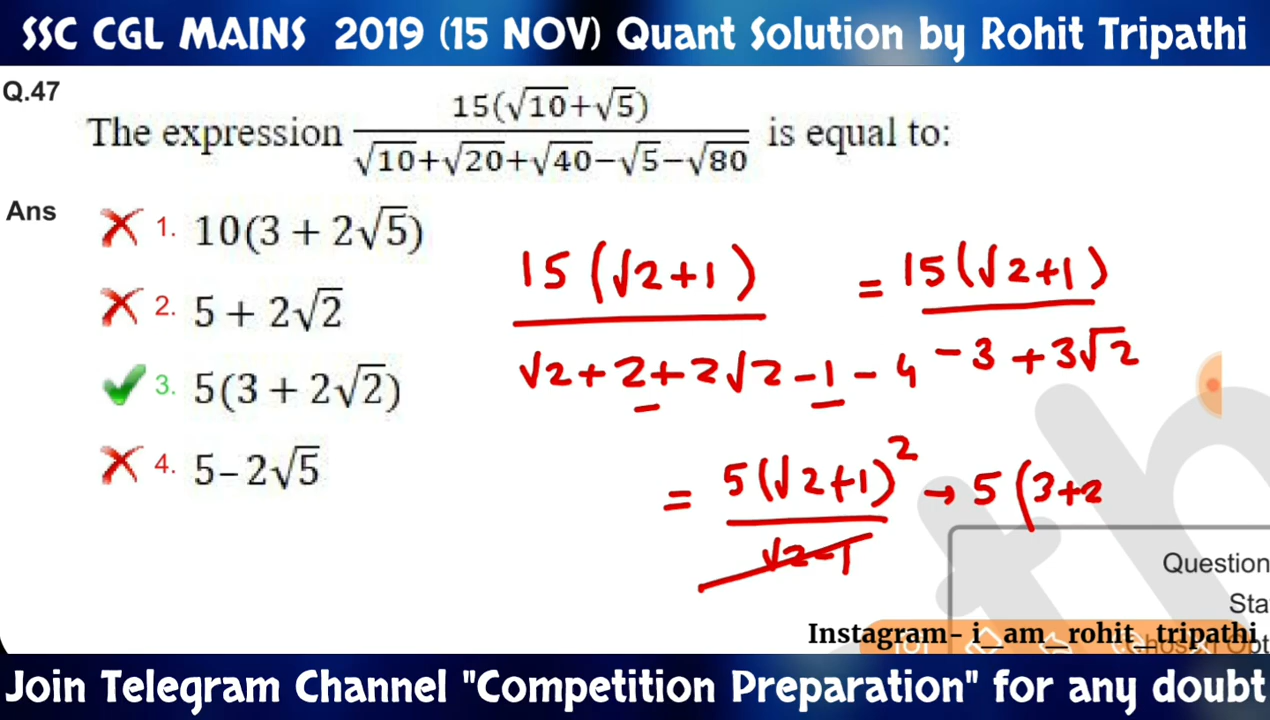 SSC CGL MAINS 2019 (15 NOV) Quant Solution by Rohit Tripathi
Q.47
The expression 15(√10+√5) / √10+√20+√40−√5−√80 is equal to:
Ans
1. 10(3 + 2√5)
2. 5 + 2√2
3. 5(3 + 2√2)
4. 5−2√5
15(√2+1) / √2+2+2√2−1−4 = 15(√2+1) / −3+3√2
= 5(√2+1)² / √2−1 → 5(3+2
Question
Sta
Instagram- i_am_rohit_tripathi
Join Telegram Channel "Competition Preparation" for any doubt